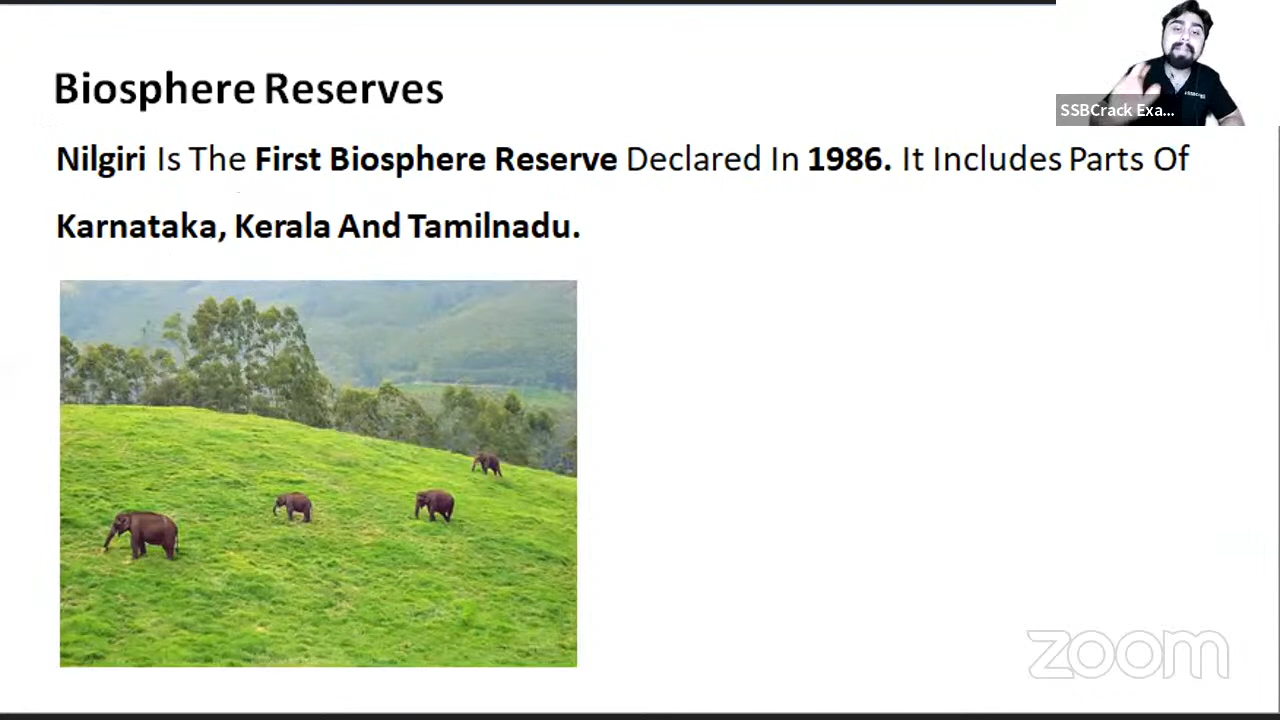 Biosphere Reserves
SSBCrack Exa...
Nilgiri Is The First Biosphere Reserve Declared In 1986. It Includes Parts Of
Karnataka, Kerala And Tamilnadu.
zoom